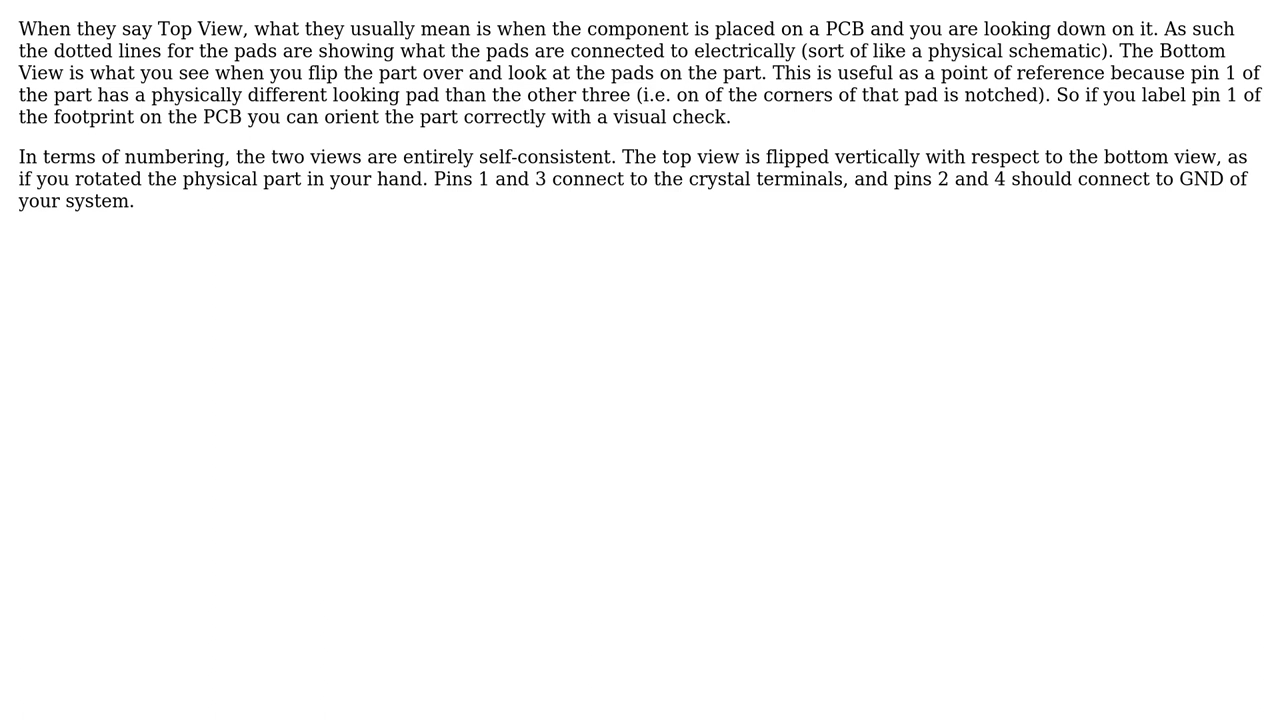 When they say Top View, what they usually mean is when the component is placed on a PCB and you are looking down on it. As such
the dotted lines for the pads are showing what the pads are connected to electrically (sort of like a physical schematic). The Bottom
View is what you see when you flip the part over and look at the pads on the part. This is useful as a point of reference because pin 1 of
the part has a physically different looking pad than the other three (i.e. on of the corners of that pad is notched). So if you label pin 1 of
the footprint on the PCB you can orient the part correctly with a visual check.
In terms of numbering, the two views are entirely self-consistent. The top view is flipped vertically with respect to the bottom view, as
if you rotated the physical part in your hand. Pins 1 and 3 connect to the crystal terminals, and pins 2 and 4 should connect to GND of
your system.